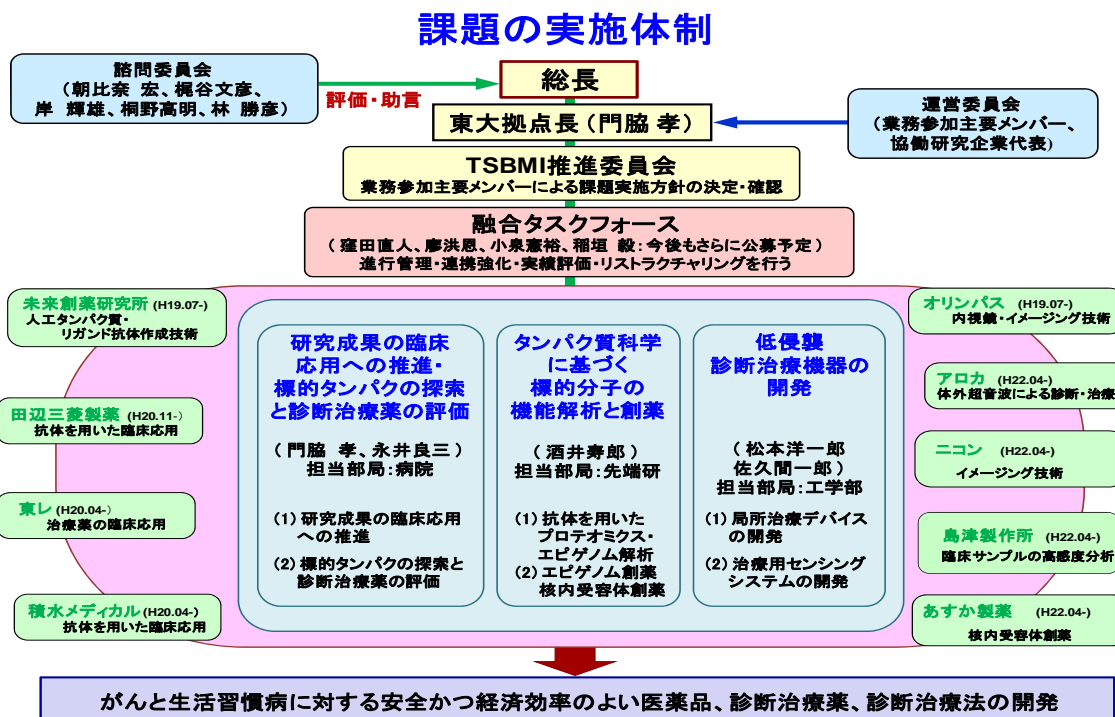 課題の実施体制
諮問委員会
（朝比奈 宏、梶谷文彦、
岸 輝雄、桐野高明、林 勝彦）
評価・助言
総長
東大拠点長（門脇 孝）
運営委員会
（業務参加主要メンバー、
協働研究企業代表）
TSBMI推進委員会
業務参加主要メンバーによる課題実施方針の決定・確認
融合タスクフォース
（窪田直人、廖洪恩、小泉憲裕、稲垣 毅：今後もさらに公募予定）
進行管理・連携強化・実績評価・リストラクチャリングを行う
未来創薬研究所 (H19.07-)
人工タンパク質・
リガンド抗体作成技術
田辺三菱製薬 (H20.11-)
抗体を用いた臨床応用
東レ (H20.04-)
治療薬の臨床応用
積水メディカル (H20.04-)
抗体を用いた臨床応用
研究成果の臨床
応用への推進・
標的タンパクの探索
と診断治療薬の評価
（門脇 孝、永井良三）
担当部局：病院
(1) 研究成果の臨床応用
への推進
(2) 標的タンパクの探索と
診断治療薬の評価
タンパク質科学
に基づく
標的分子の
機能解析と創薬
（酒井寿郎）
担当部局：先端研
(1) 抗体を用いた
プロテオミクス・
エピゲノム解析
(2) エピゲノム創薬
核内受容体創薬
低侵襲
診断治療機器の
開発
（松本洋一郎
佐久間一郎）
担当部局：工学部
(1) 局所治療デバイス
の開発
(2) 治療用センシング
システムの開発
オリンパス (H19.07-)
内視鏡・イメージング技術
アロカ (H22.04-)
体外超音波による診断・治療
ニコン (H22.04-)
イメージング技術
島津製作所 (H22.04-)
臨床サンプルの高感度分析
あすか製薬 (H22.04-)
核内受容体創薬
がんと生活習慣病に対する安全かつ経済効率のよい医薬品、診断治療薬、診断治療法の開発